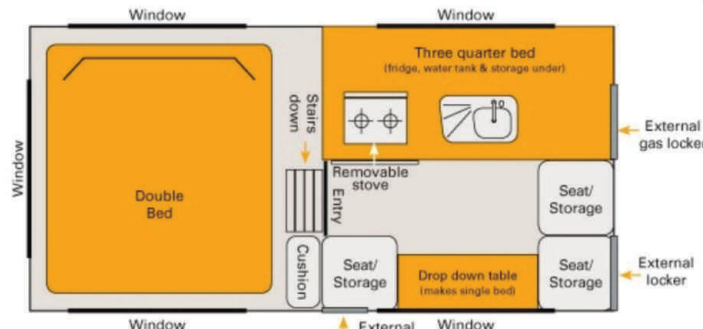 Window
Window
Three quarter bed
(fridge, water tank & storage under)
Stairs
down
External
gas locker
Window
Removable
stove
Double
Bed
Entry
Seat/
Storage
Cushion
Seat/
Storage
Drop down table
(makes single bed)
Seat/
Storage
External
locker
Window
External
Window